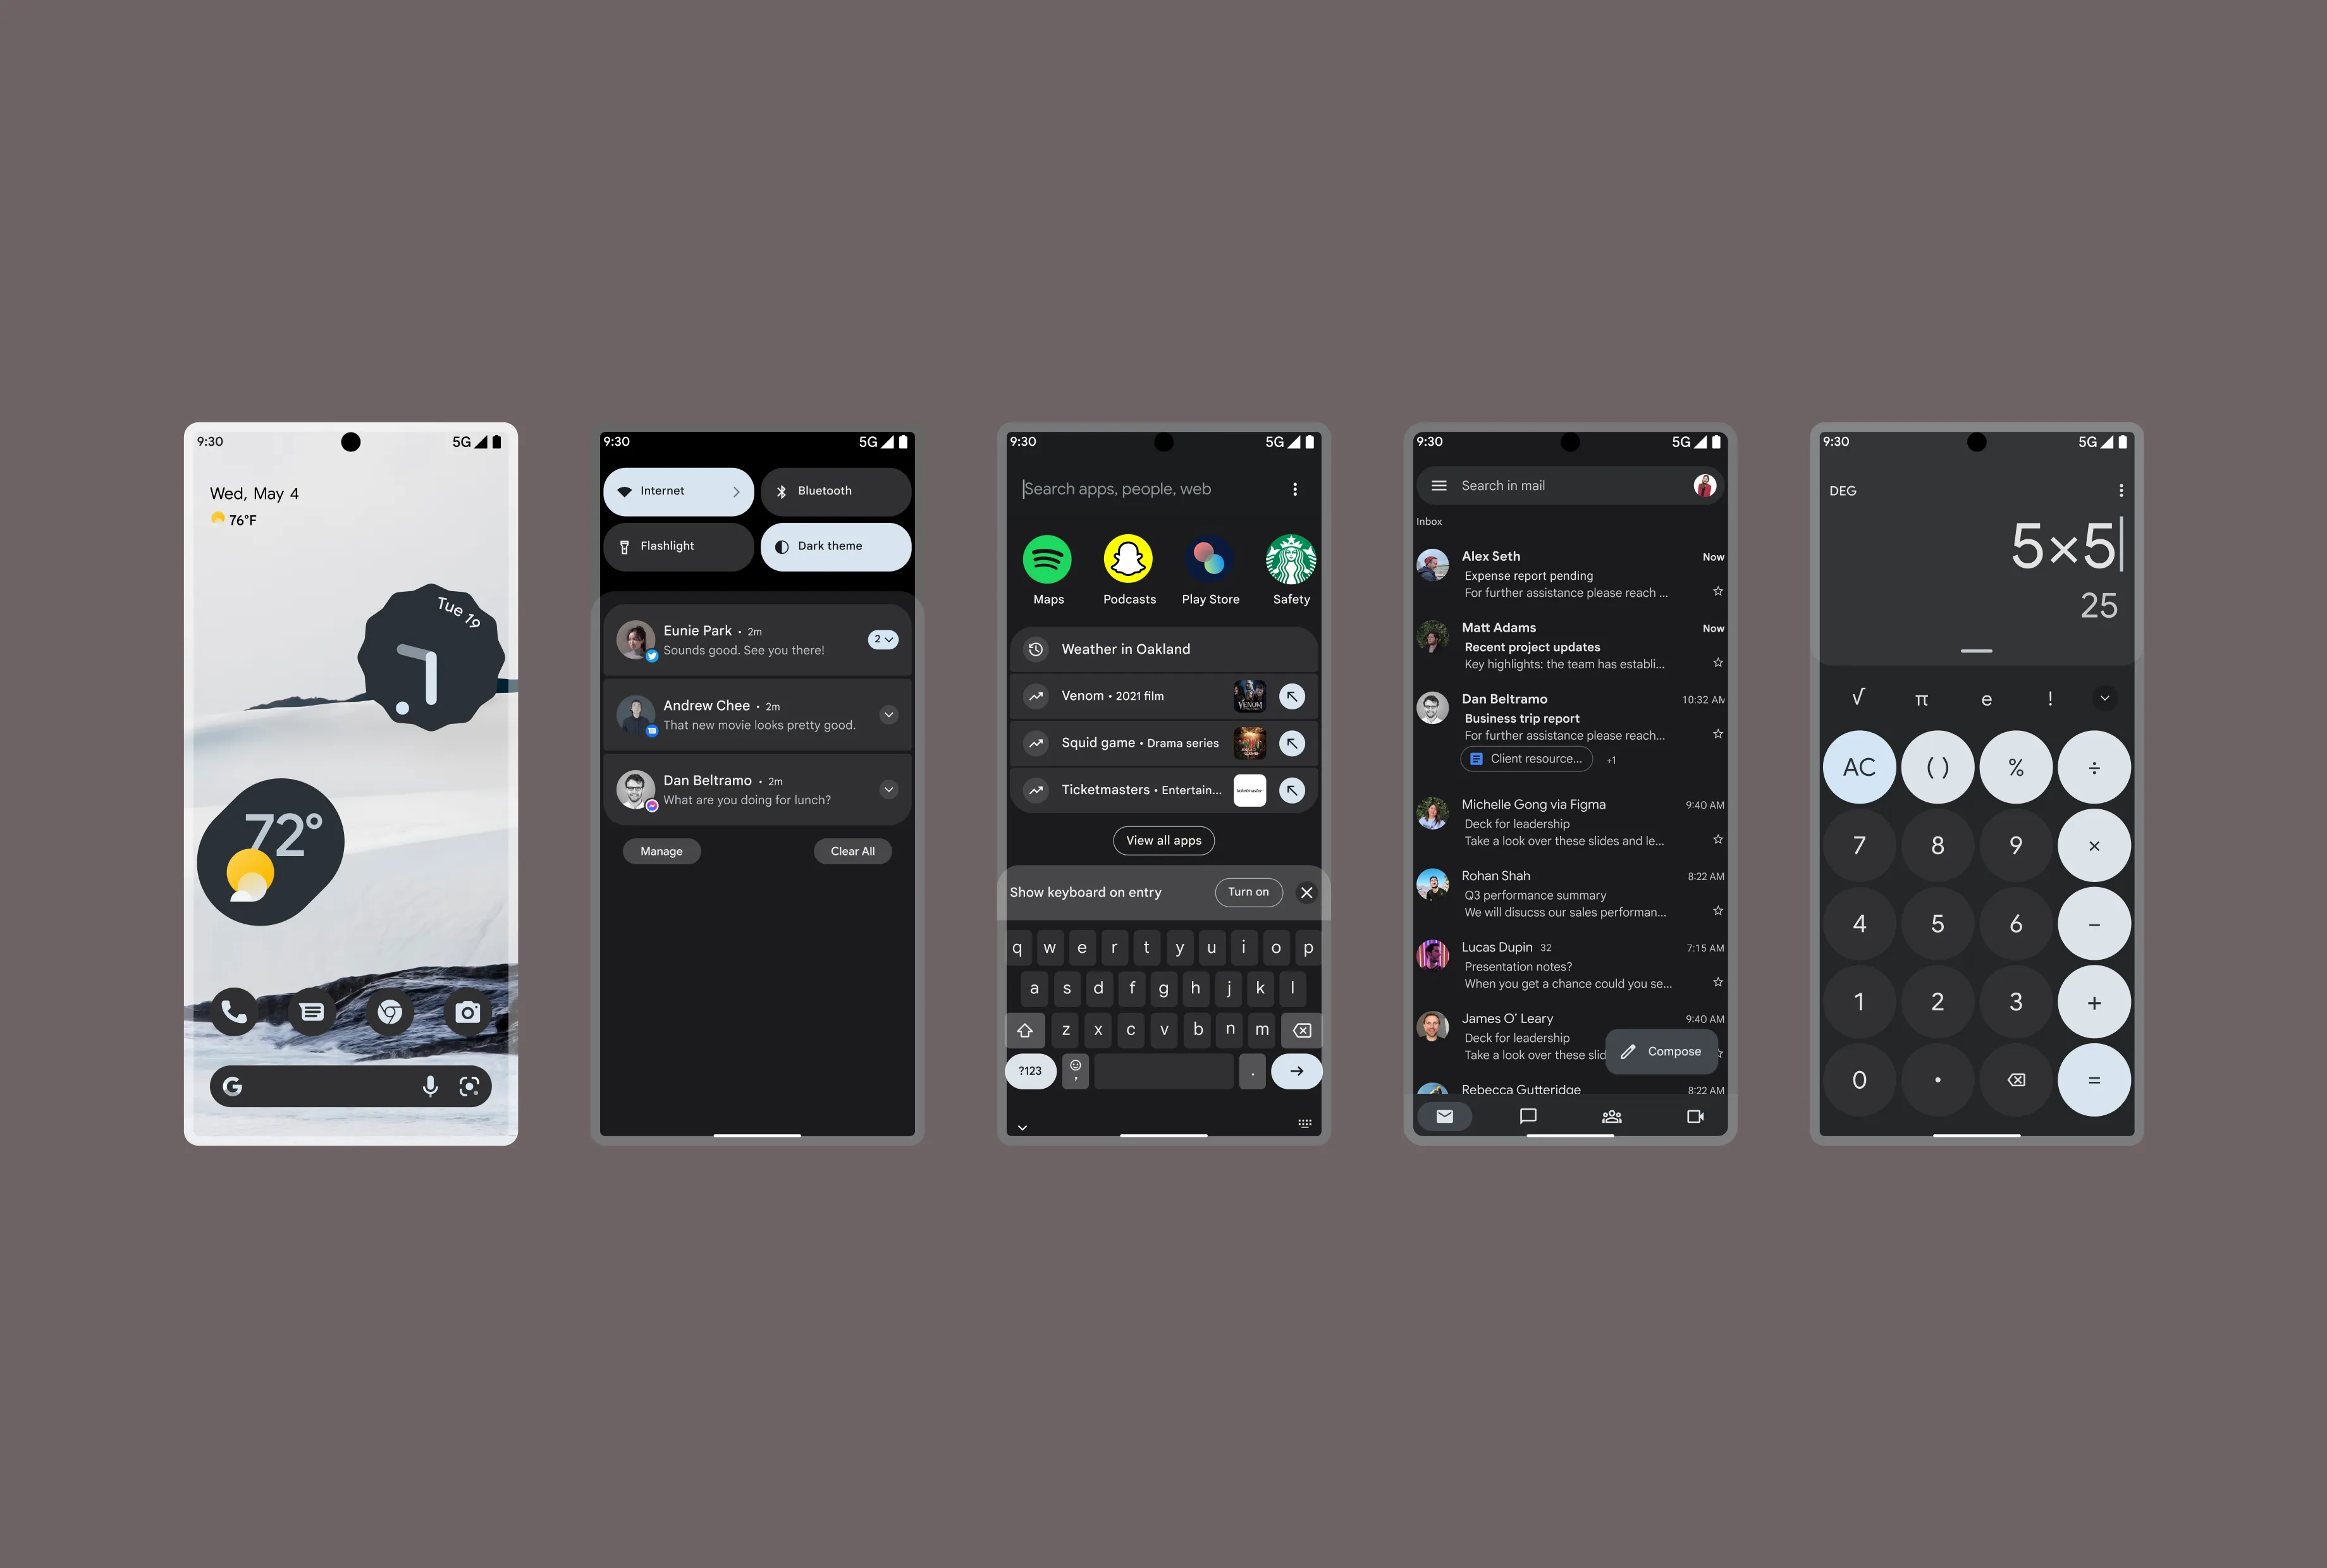 9:30
5G
Wed, May 4
76°F
Tue 19
72°
G
9:30
5G
Internet
Bluetooth
Flashlight
Dark theme
Eunie Park • 2m
Sounds good. See you there!
2
Andrew Chee • 2m
That new movie looks pretty good.
Dan Beltramo • 2m
What are you doing for lunch?
Manage
Clear All
9:30
5G
Search apps, people, web
Maps
Podcasts
Play Store
Safety
Weather in Oakland
Venom • 2021 film
VENOM
Squid game • Drama series
Ticketmasters • Entertain...
ticketmaster
View all apps
Show keyboard on entry
Turn on
q w e r t y u i o p
a s d f g h j k l
z x c v b n m
?123
,
.
9:30
5G
Search in mail
Inbox
Alex Seth
Now
Expense report pending
For further assistance please reach ...
Matt Adams
Now
Recent project updates
Key highlights: the team has establi...
Dan Beltramo
10:32 AM
Business trip report
For further assistance please reach...
Client resource...
+1
Michelle Gong via Figma
9:40 AM
Deck for leadership
Take a look over these slides and le...
Rohan Shah
8:22 AM
Q3 performance summary
We will disucss our sales performan...
Lucas Dupin 32
7:15 AM
Presentation notes?
When you get a chance could you se...
James O' Leary
9:40 AM
Deck for leadership
Take a look over these slid
Compose
Rebecca Gutteridge
8:22 AM
9:30
5G
DEG
5×5
25
√ π e !
AC ( ) % ÷
7 8 9 ×
4 5 6 −
1 2 3 +
0 • =